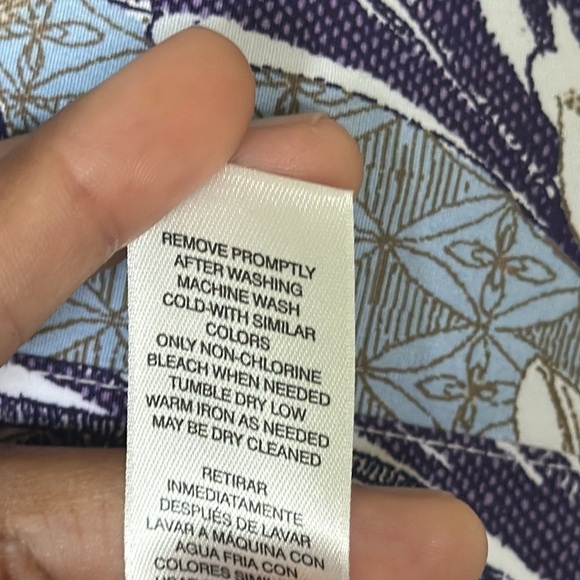 REMOVE PROMPTLY
AFTER WASHING
MACHINE WASH
COLD-WITH SIMILAR
COLORS
ONLY NON-CHLORINE
BLEACH WHEN NEEDED
TUMBLE DRY LOW
WARM IRON AS NEEDED
MAY BE DRY CLEANED
RETIRAR
INMEDIATAMENTE
DESPUÉS DE LAVAR
LAVAR A MÁQUINA CON
AGUA FRIA CON
COLORES